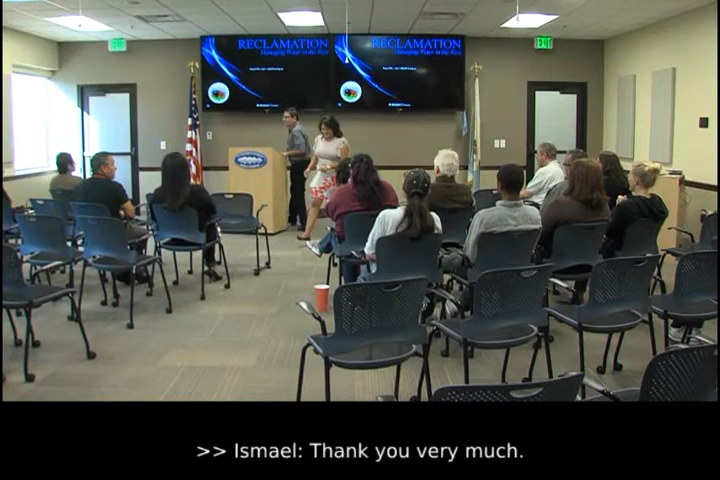 RECLAMATION
Managing Water in the West
RECLAMATION
Managing Water in the West
EXIT
EXIT
>> Ismael: Thank you very much.